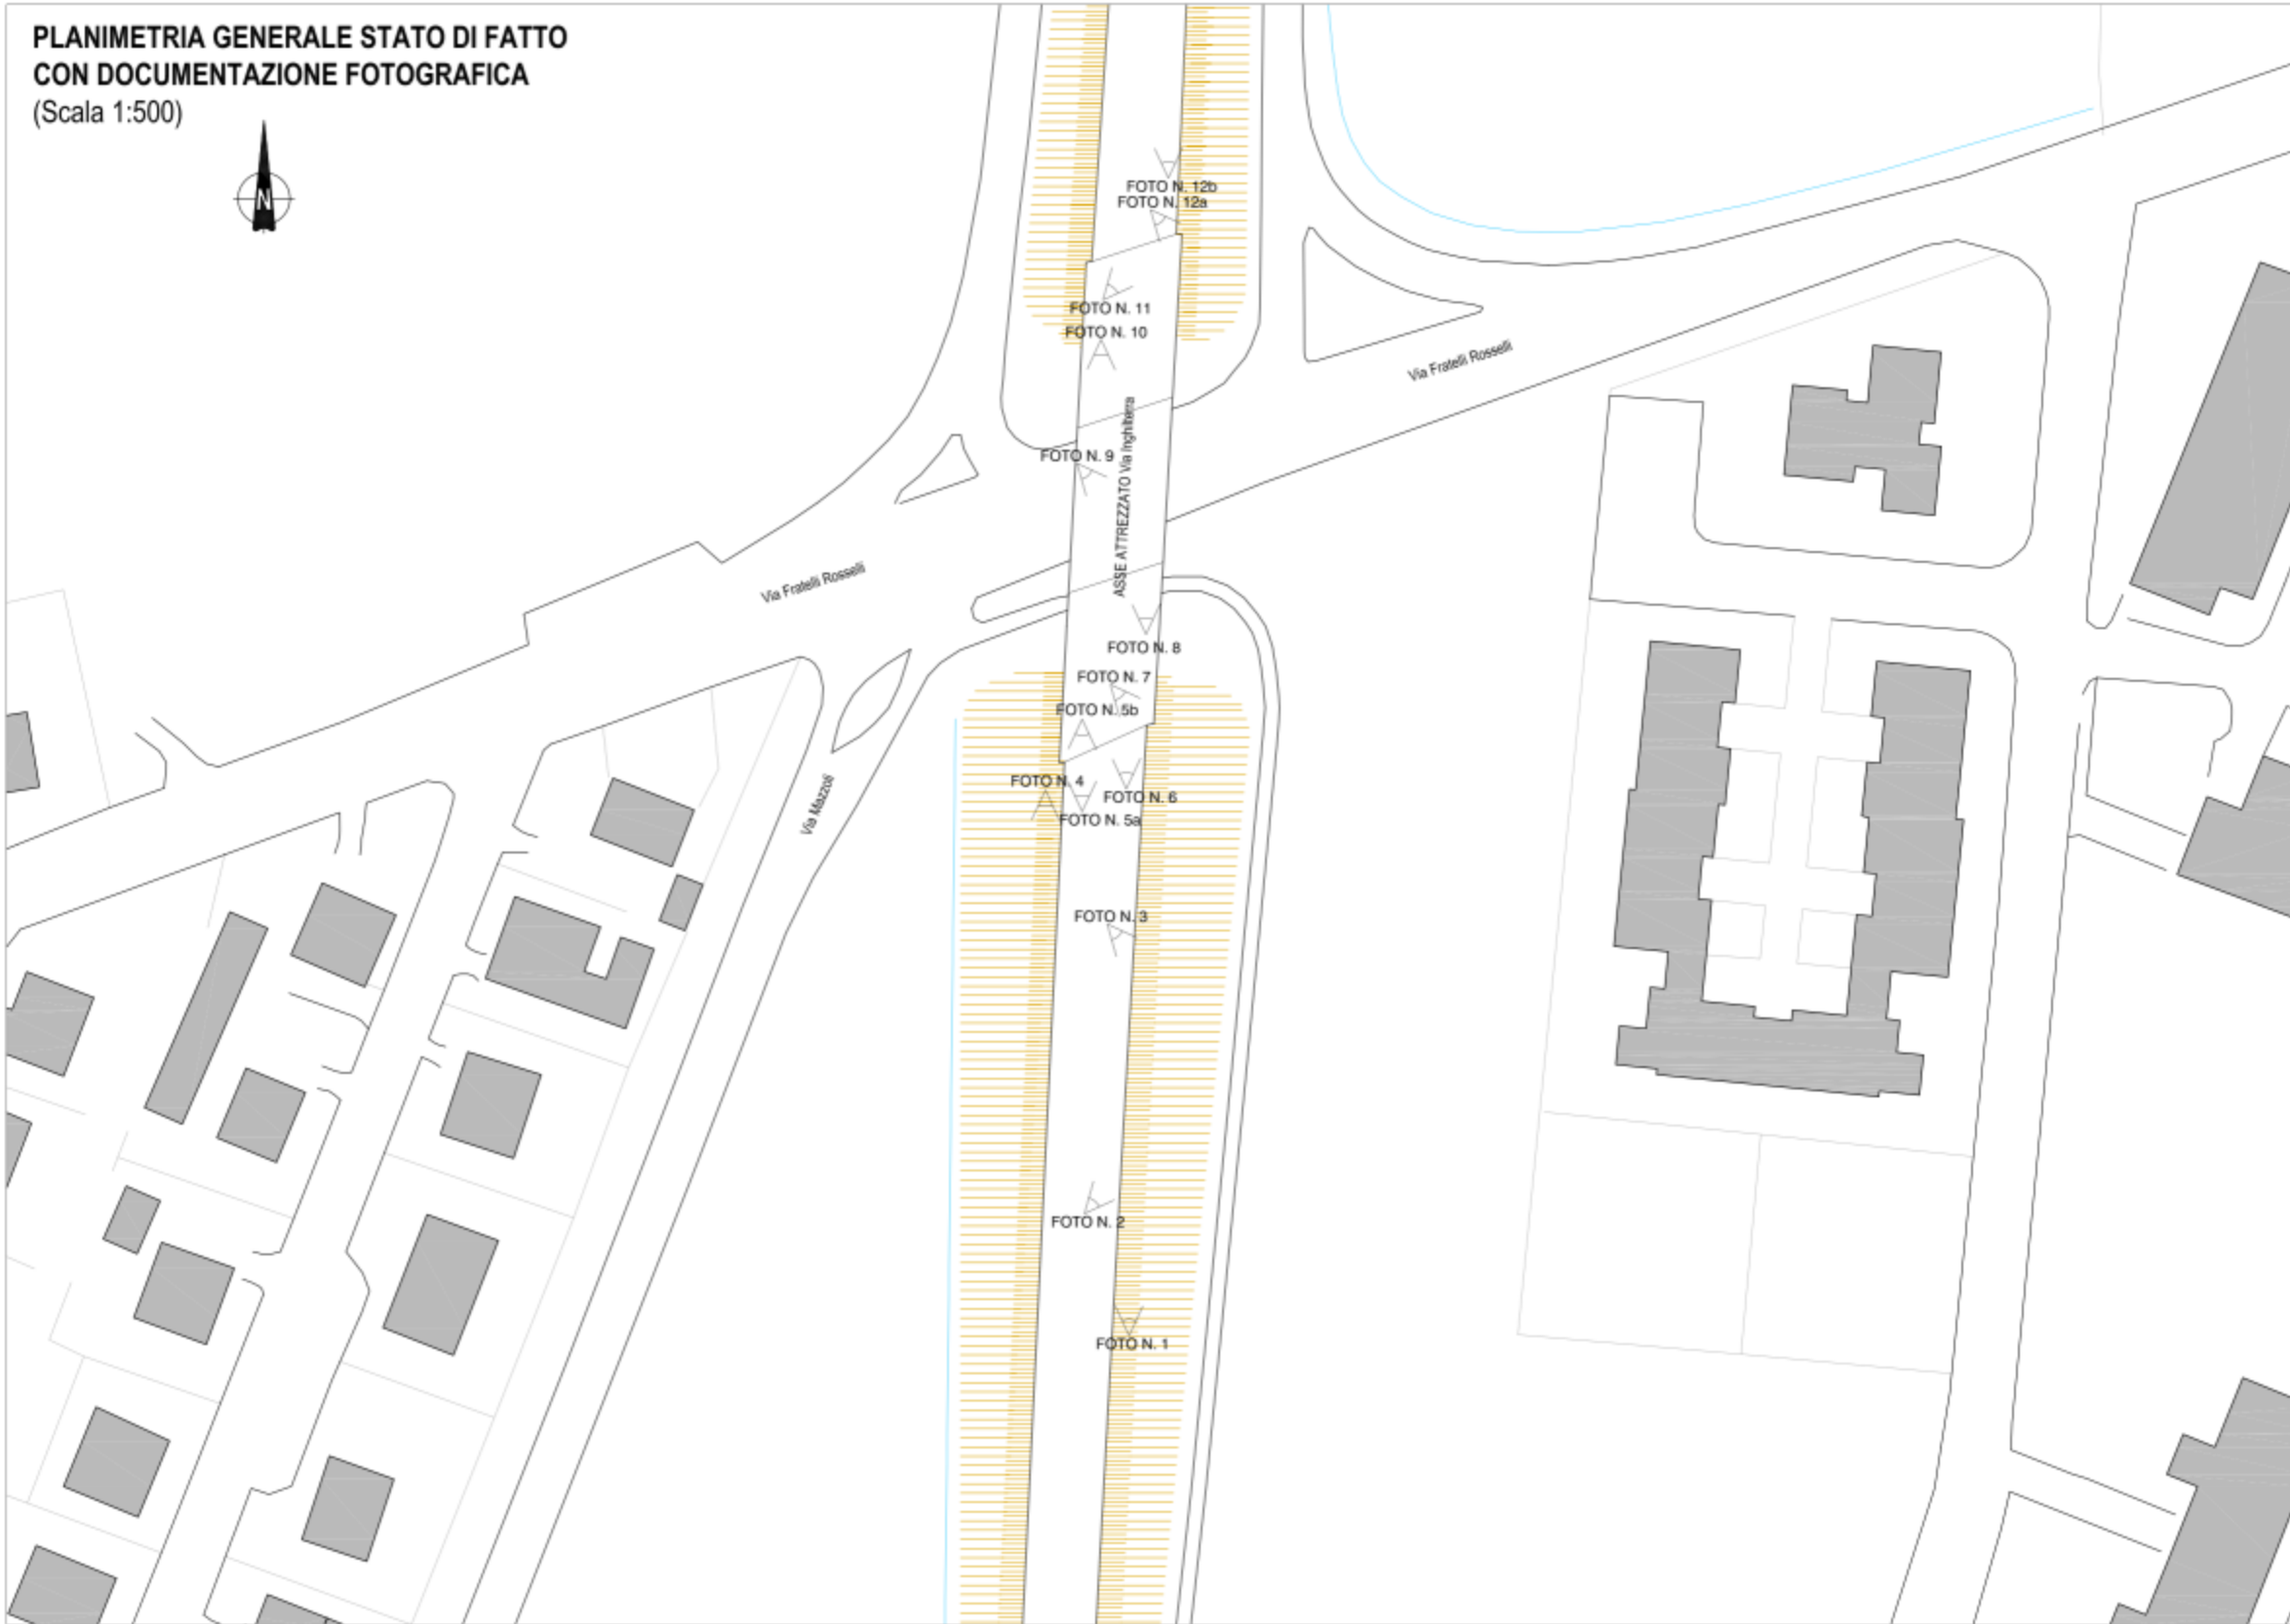 PLANIMETRIA GENERALE STATO DI FATTO
CON DOCUMENTAZIONE FOTOGRAFICA
(Scala 1:500)
N
FOTO N. 12b
FOTO N. 12a
FOTO N. 11
FOTO N. 10
Via Fratelli Rosselli
FOTO N. 9
ASSE ATTREZZATO Via Inghilterra
Via Fratelli Rosselli
FOTO N. 8
FOTO N. 7
FOTO N. 5b
FOTO N. 4
FOTO N. 6
Via Mazzoli
FOTO N. 5a
FOTO N. 3
FOTO N. 2
FOTO N. 1